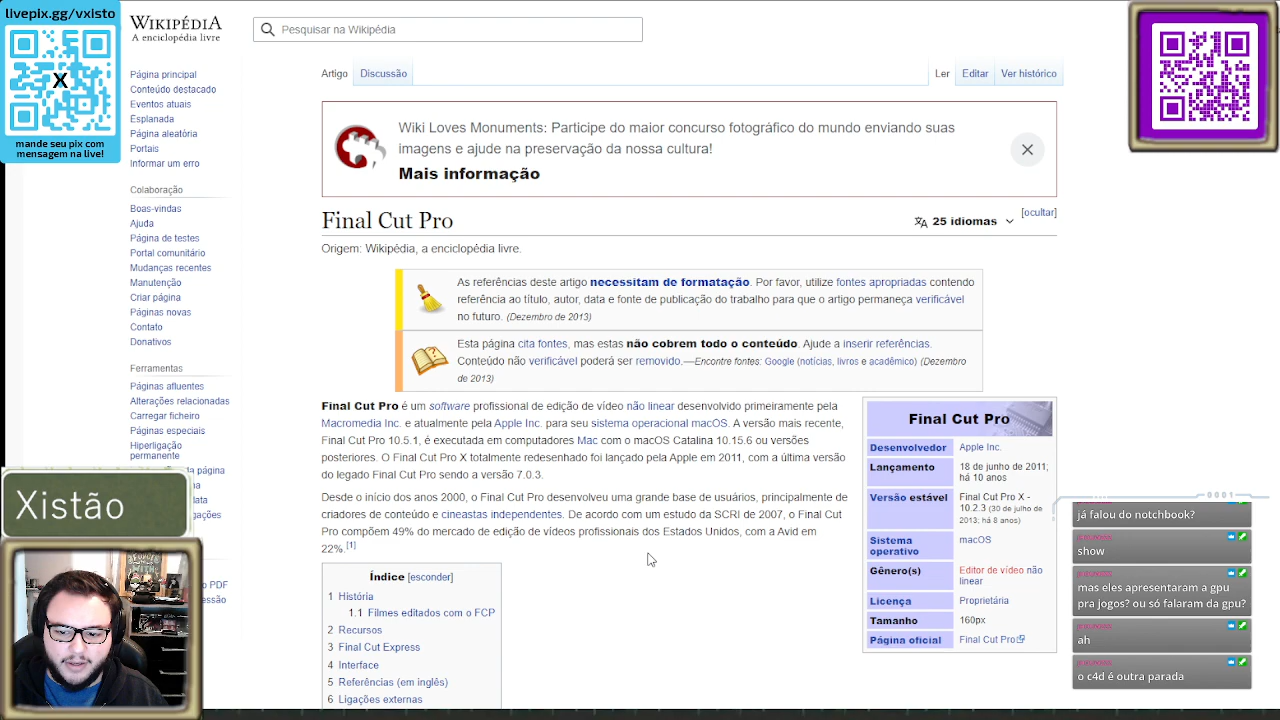 livepix.gg/vxisto
X
mande seu pix com
mensagem na live!
WIKIPÉDIA
A enciclopédia livre
Pesquisar na Wikipédia
Página principal
Conteúdo destacado
Eventos atuais
Esplanada
Página aleatória
Portais
Informar um erro
Colaboração
Boas-vindas
Ajuda
Página de testes
Portal comunitário
Mudanças recentes
Manutenção
Criar página
Páginas novas
Contato
Donativos
Ferramentas
Páginas afluentes
Alterações relacionadas
Carregar ficheiro
Páginas especiais
Hiperligação
permanente
ta página
Xistão
Artigo
Discussão
Ler
Editar
Ver histórico
Wiki Loves Monuments: Participe do maior concurso fotográfico do mundo enviando suas
imagens e ajude na preservação da nossa cultura!
Mais informação
Final Cut Pro
25 idiomas
[ocultar]
Origem: Wikipédia, a enciclopédia livre.
As referências deste artigo necessitam de formatação. Por favor, utilize fontes apropriadas contendo
referência ao título, autor, data e fonte de publicação do trabalho para que o artigo permaneça verificável
no futuro. (Dezembro de 2013)
Esta página cita fontes, mas estas não cobrem todo o conteúdo. Ajude a inserir referências.
Conteúdo não verificável poderá ser removido.—Encontre fontes: Google (notícias, livros e acadêmico) (Dezembro
de 2013)
Final Cut Pro é um software profissional de edição de vídeo não linear desenvolvido primeiramente pela
Macromedia Inc. e atualmente pela Apple Inc. para seu sistema operacional macOS. A versão mais recente,
Final Cut Pro 10.5.1, é executada em computadores Mac com o macOS Catalina 10.15.6 ou versões
posteriores. O Final Cut Pro X totalmente redesenhado foi lançado pela Apple em 2011, com a última versão
do legado Final Cut Pro sendo a versão 7.0.3.
Desde o início dos anos 2000, o Final Cut Pro desenvolveu uma grande base de usuários, principalmente de
criadores de conteúdo e cineastas independentes. De acordo com um estudo da SCRI de 2007, o Final Cut
Pro compõem 49% do mercado de edição de vídeos profissionais dos Estados Unidos, com a Avid em
22%.[1]
Índice [esconder]
1 História
1.1 Filmes editados com o FCP
2 Recursos
3 Final Cut Express
4 Interface
5 Referências (em inglês)
6 Ligações externas
Final Cut Pro
Desenvolvedor Apple Inc.
Lançamento 18 de junho de 2011;
há 10 anos
Versão estável Final Cut Pro X -
10.2.3 (30 de julho de
2013; há 8 anos)
Sistema
operativo macOS
Gênero(s) Editor de vídeo não
linear
Licença Proprietária
Tamanho 160px
Página oficial Final Cut Pro
0001
já falou do notchbook?
show
mas eles apresentaram a gpu
pra jogos? ou só falaram da gpu?
ah
o c4d é outra parada